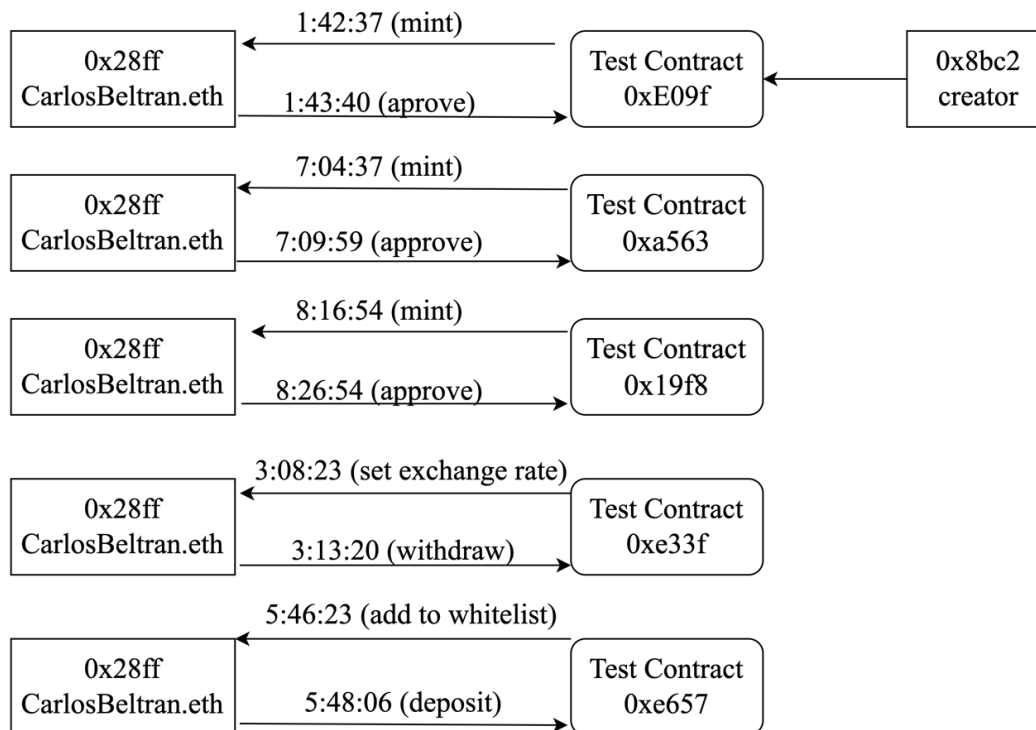 1:42:37 (mint)
0x28ff
CarlosBeltran.eth
1:43:40 (aprove)
Test Contract
0xE09f
0x8bc2
creator
7:04:37 (mint)
0x28ff
CarlosBeltran.eth
7:09:59 (approve)
Test Contract
0xa563
8:16:54 (mint)
0x28ff
CarlosBeltran.eth
8:26:54 (approve)
Test Contract
0x19f8
3:08:23 (set exchange rate)
0x28ff
CarlosBeltran.eth
3:13:20 (withdraw)
Test Contract
0xe33f
5:46:23 (add to whitelist)
0x28ff
CarlosBeltran.eth
5:48:06 (deposit)
Test Contract
0xe657